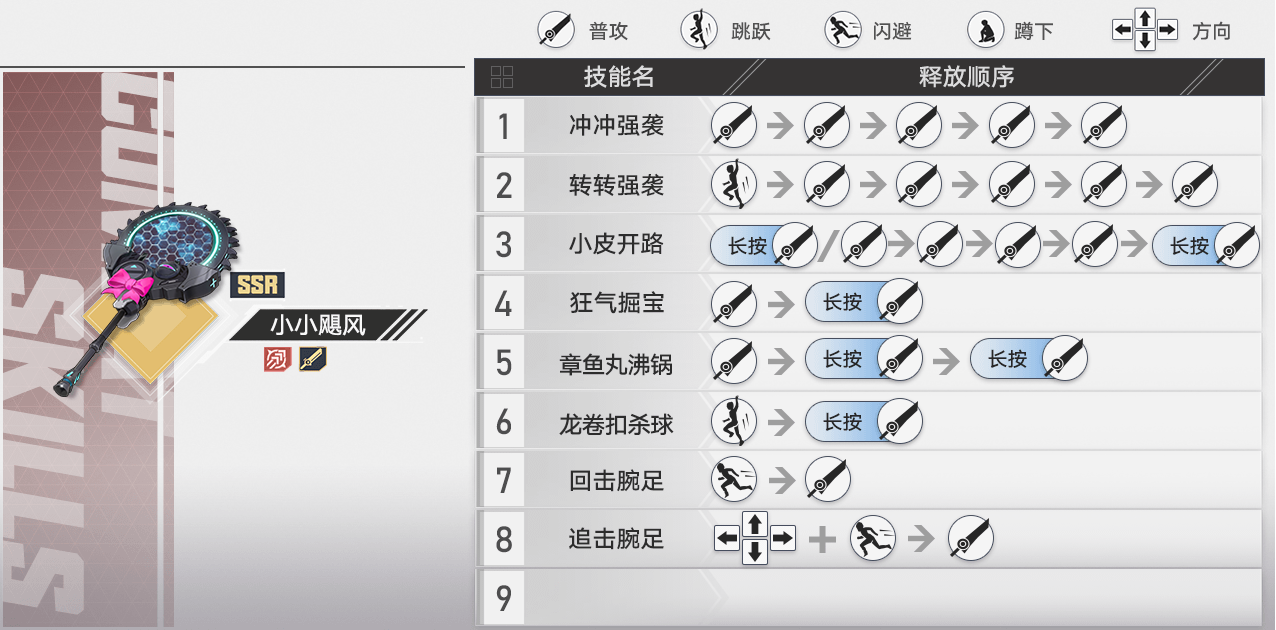 普攻 跳跃 闪避 蹲下 方向
技能名 释放顺序
1 冲冲强袭
2 转转强袭
3 小皮开路 长按 / 长按
4 狂气掘宝 长按
5 章鱼丸沸锅 长按 长按
6 龙卷扣杀球 长按
7 回击腕足
8 追击腕足 +
9
SSR
小小飓风
SKILLS